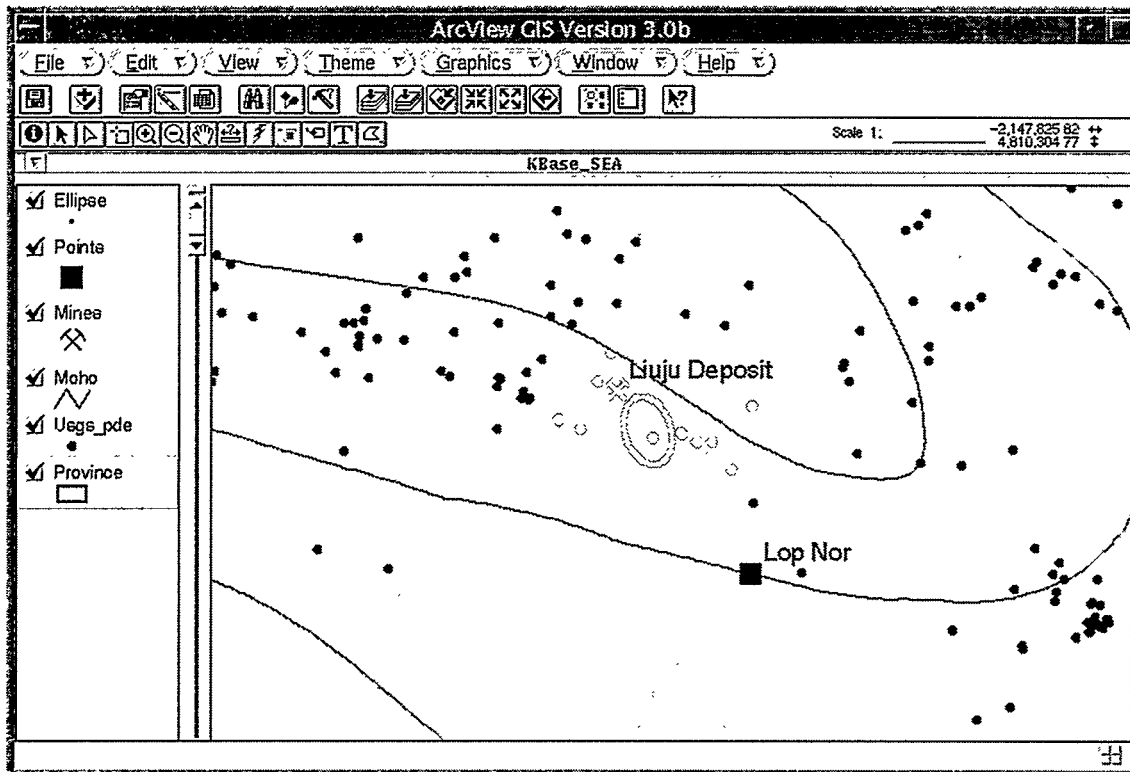 ArcView GIS Version 3.0b
File Edit View Theme Graphics Window Help
Scale 1: -2,147,825 82
4,810,304 77
KBase_SEA
Ellipse
Points
Mines
Moho
Usgs_pde
Province
Liuju Deposit
Lop Nor